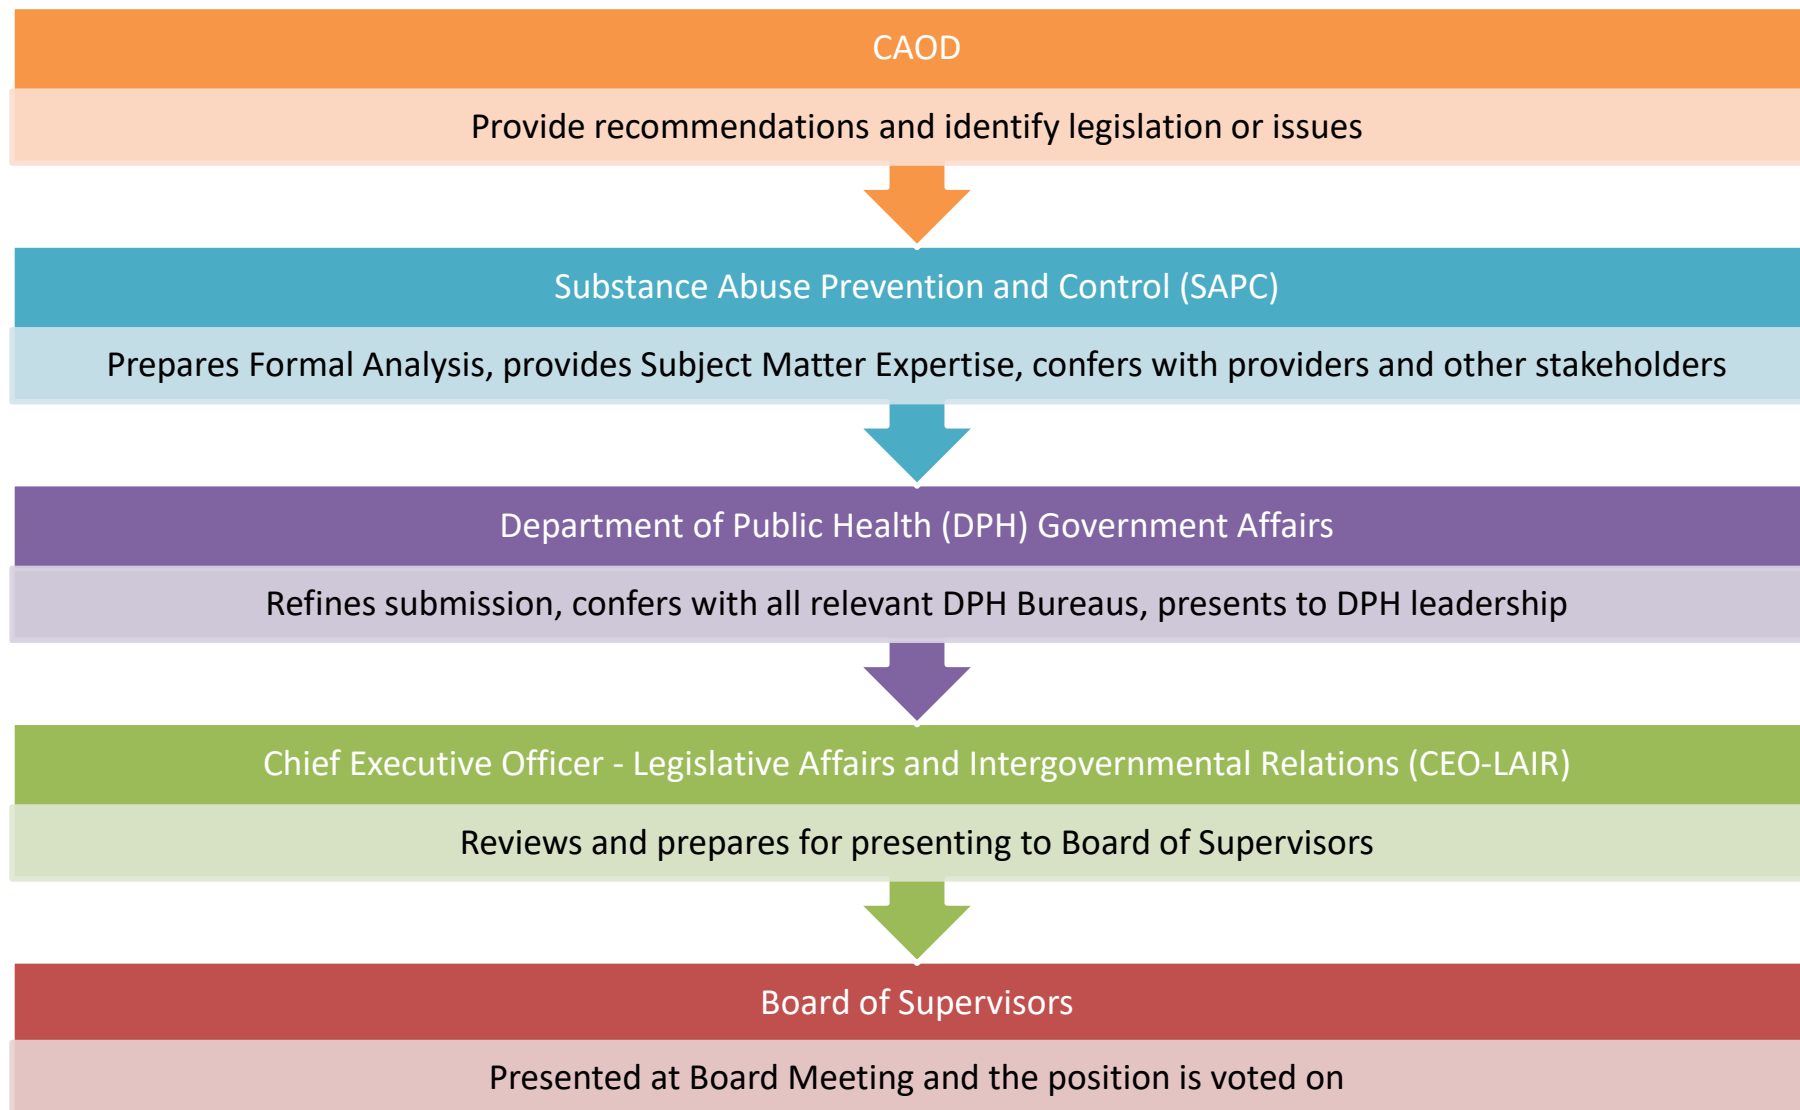 CAOD
Provide recommendations and identify legislation or issues
Substance Abuse Prevention and Control (SAPC)
Prepares Formal Analysis, provides Subject Matter Expertise, confers with providers and other stakeholders
Department of Public Health (DPH) Government Affairs
Refines submission, confers with all relevant DPH Bureaus, presents to DPH leadership
Chief Executive Officer - Legislative Affairs and Intergovernmental Relations (CEO-LAIR)
Reviews and prepares for presenting to Board of Supervisors
Board of Supervisors
Presented at Board Meeting and the position is voted on